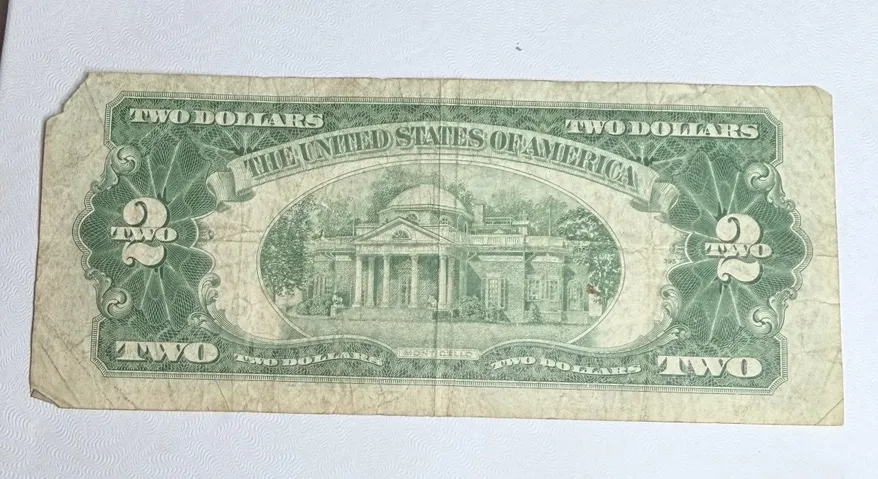 TWO DOLLARS
TWO DOLLARS
THE UNITED STATES OF AMERICA
2
TWO
2
TWO
MONTICELLO
TWO
TWO DOLLARS
TWO DOLLARS
TWO